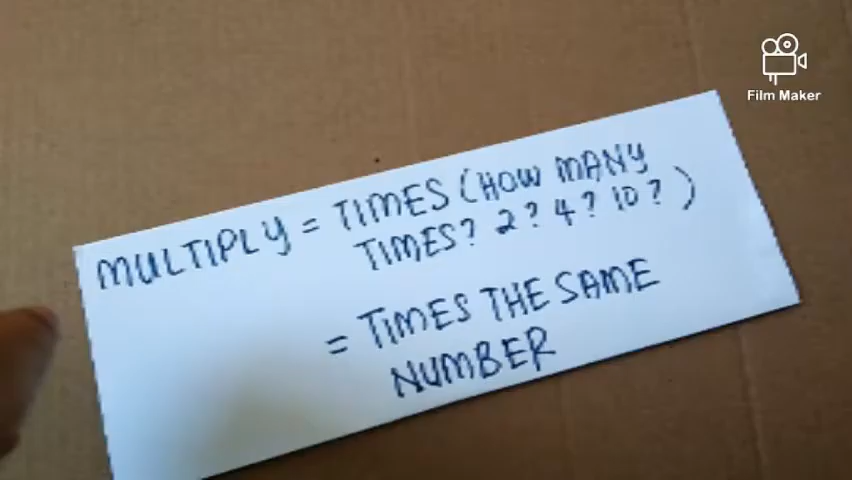 Film Maker
MULTIPLY = TIMES (HOW MANY
TIMES? 2? 4? 10?)
= TIMES THE SAME
NUMBER